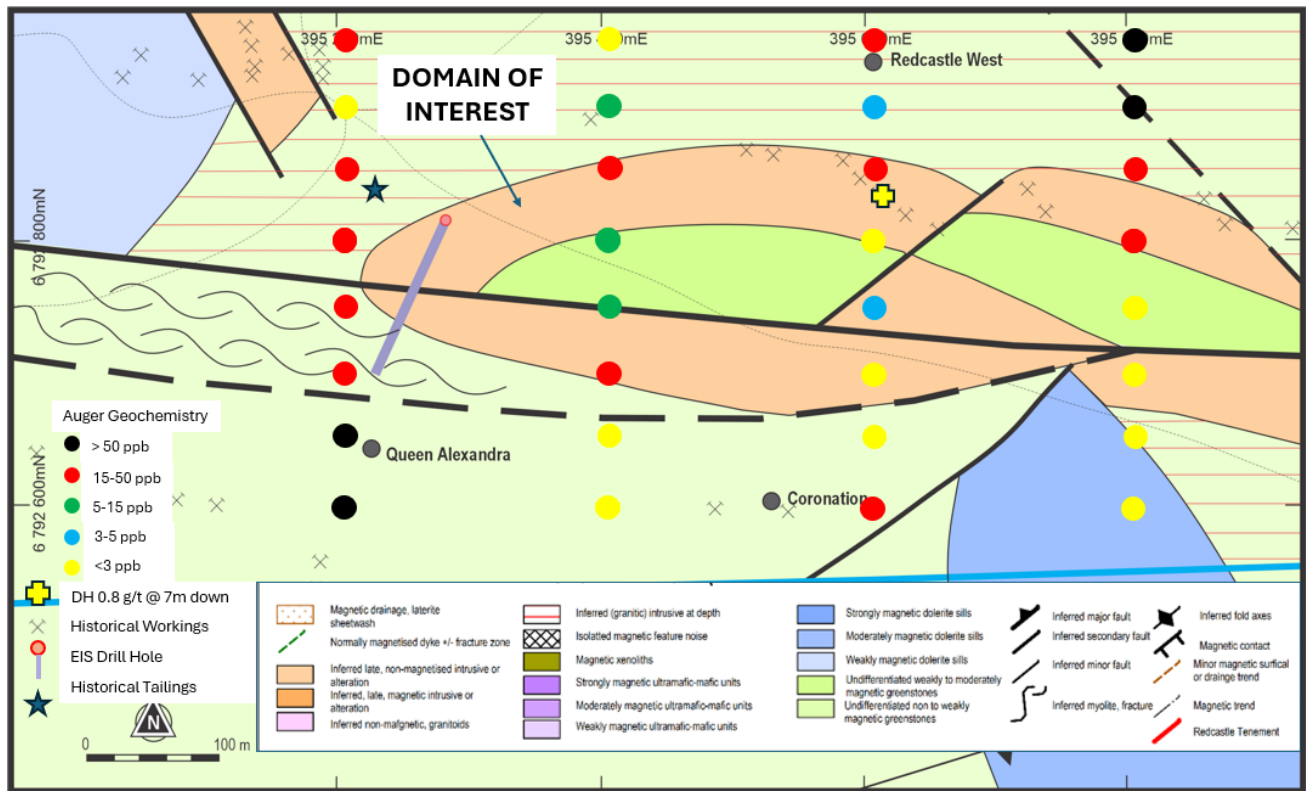 395 2 mE
395 4 0mE
395 6 mE
395 mE
Redcastle West
DOMAIN OF
INTEREST
6 792 800mN
Auger Geochemistry
> 50 ppb
15-50 ppb
5-15 ppb
3-5 ppb
<3 ppb
Queen Alexandra
Coronation
6 792 600mN
DH 0.8 g/t @ 7m down
Historical Workings
EIS Drill Hole
Historical Tailings
N
0 100 m
Magnetic drainage, laterite
sheetwash
Normally magnetised dyke +/- fracture zone
Inferred late, non-magnetised intrusive or
alteration
Inferred, late, magnetic intrusive or
alteration
Inferred non-mafgnetic, granitoids
Inferred (granitic) intrusive at depth
Isolatted magnetic feature noise
Magnetic xenoliths
Strongly magnetic ultramafic-mafic units
Moderately magnetic ultramafio-mafic units
Weakly magnetic ultramafic-mafic units
Strongly magnetic dolerite sills
Moderately magnetic dolerite sills
Weakly magnetic dolerite sills
Undifferentiated weakly to moderately
magnetic greenstones
Undifferentiated non to weakly
magnetic greenstones
Inferred major fault
Inferred secondary fault
Inferred minor fault
Inferred myolite, fracture
Inferred fold axes
Magnetic contact
Minor magnetic surfical
or drainge trend
Magnetic trend
Redcastle Tenement